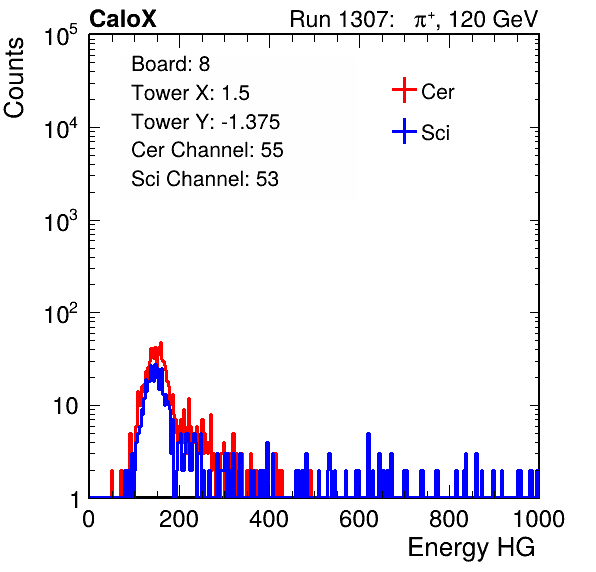 CaloX Run 1307: π⁺, 120 GeV
Counts
10⁵
10⁴
10³
10²
10
1
Board: 8
Tower X: 1.5
Tower Y: -1.375
Cer Channel: 55
Sci Channel: 53
Cer
Sci
0 200 400 600 800 1000
Energy HG